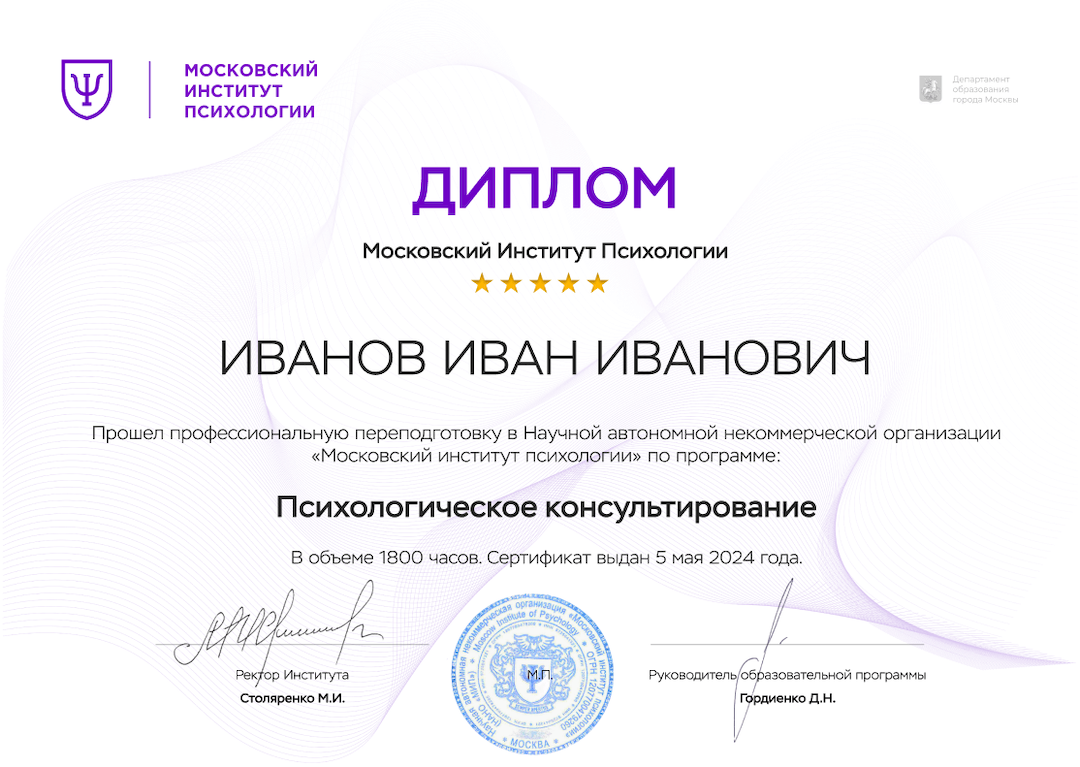 МОСКОВСКИЙ
ИНСТИТУТ
ПСИХОЛОГИИ
Департамент
образования
города Москвы
ДИПЛОМ
Московский Институт Психологии
ИВАНОВ ИВАН ИВАНОВИЧ
Прошел профессиональную переподготовку в Научной автономной некоммерческой организации
«Московский институт психологии» по программе:
Психологическое консультирование
В объеме 1800 часов. Сертификат выдан 5 мая 2024 года.
Ректор Института
Столяренко М.И.
Научная автономная некоммерческая организация «Московский институт психологии»
(НАНО «МИП») ★ Moscow Institute of Psychology ★ ОГРН 1207700479260
М.П.
★ МОСКВА ★
Руководитель образовательной программы
Гордиенко Д.Н.